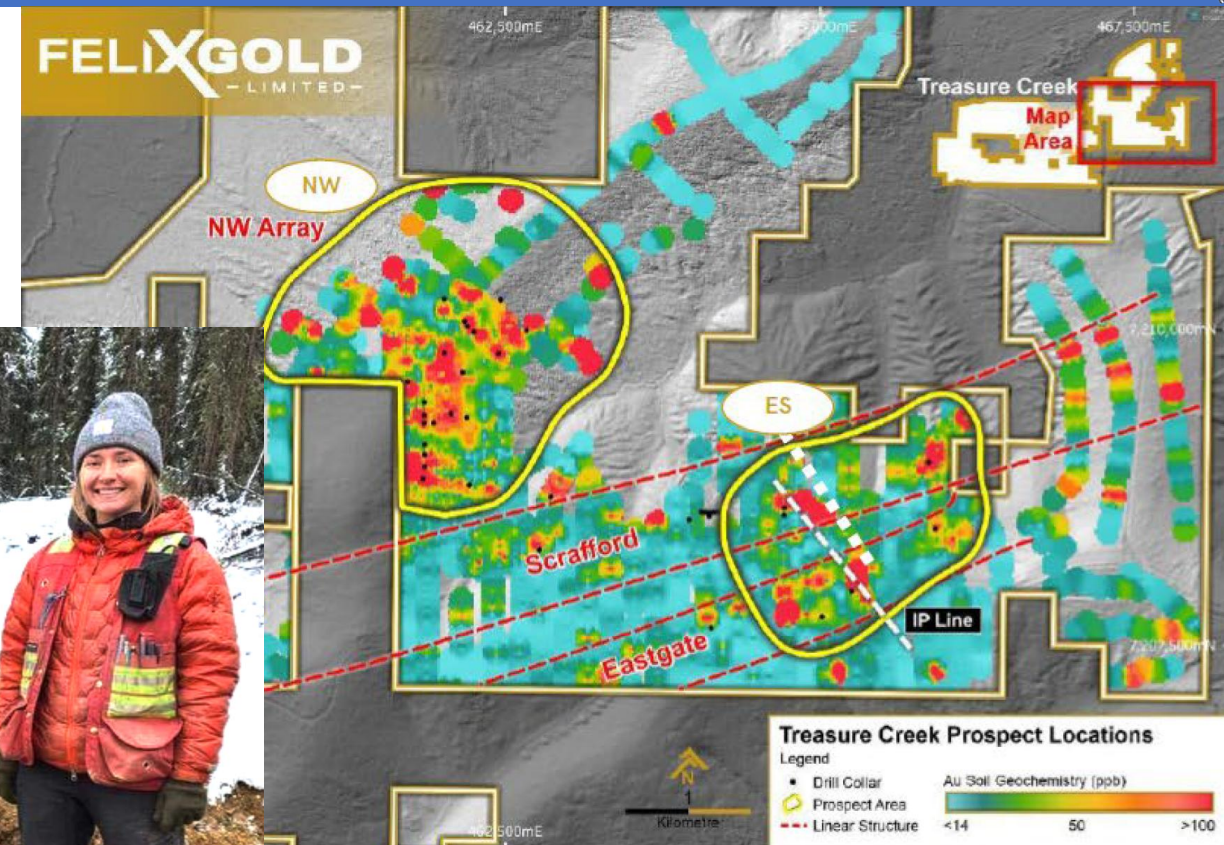 FELIXGOLD
LIMITED
462,500mE
467,500mE
Treasure Creek
Map
Area
NW
NW Array
7,210,000mN
ES
Scrafford
IP Line
Eastgate
7,207,500mN
Treasure Creek Prospect Locations
Legend
Drill Collar
Prospect Area
Linear Structure
Au Soil Geochemistry (ppb)
<14
50
>100
N
1
Kilometre
462,500mE